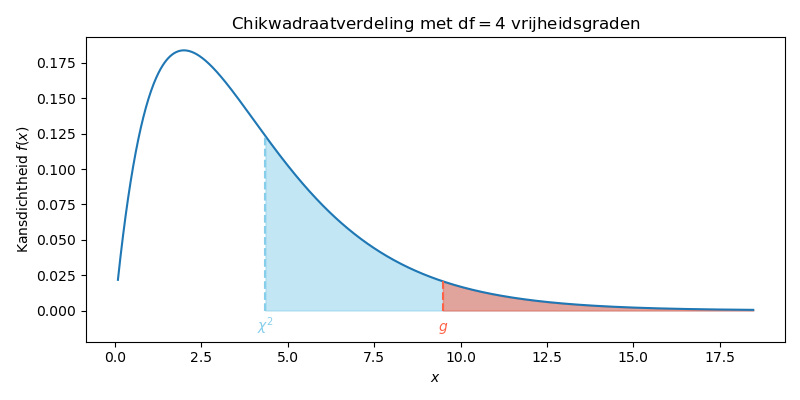 Chikwadraatverdeling met df = 4 vrijheidsgraden
Kansdichtheid f(x)
0.175
0.150
0.125
0.100
0.075
0.050
0.025
0.000
χ²
g
0.0 2.5 5.0 7.5 10.0 12.5 15.0 17.5
x